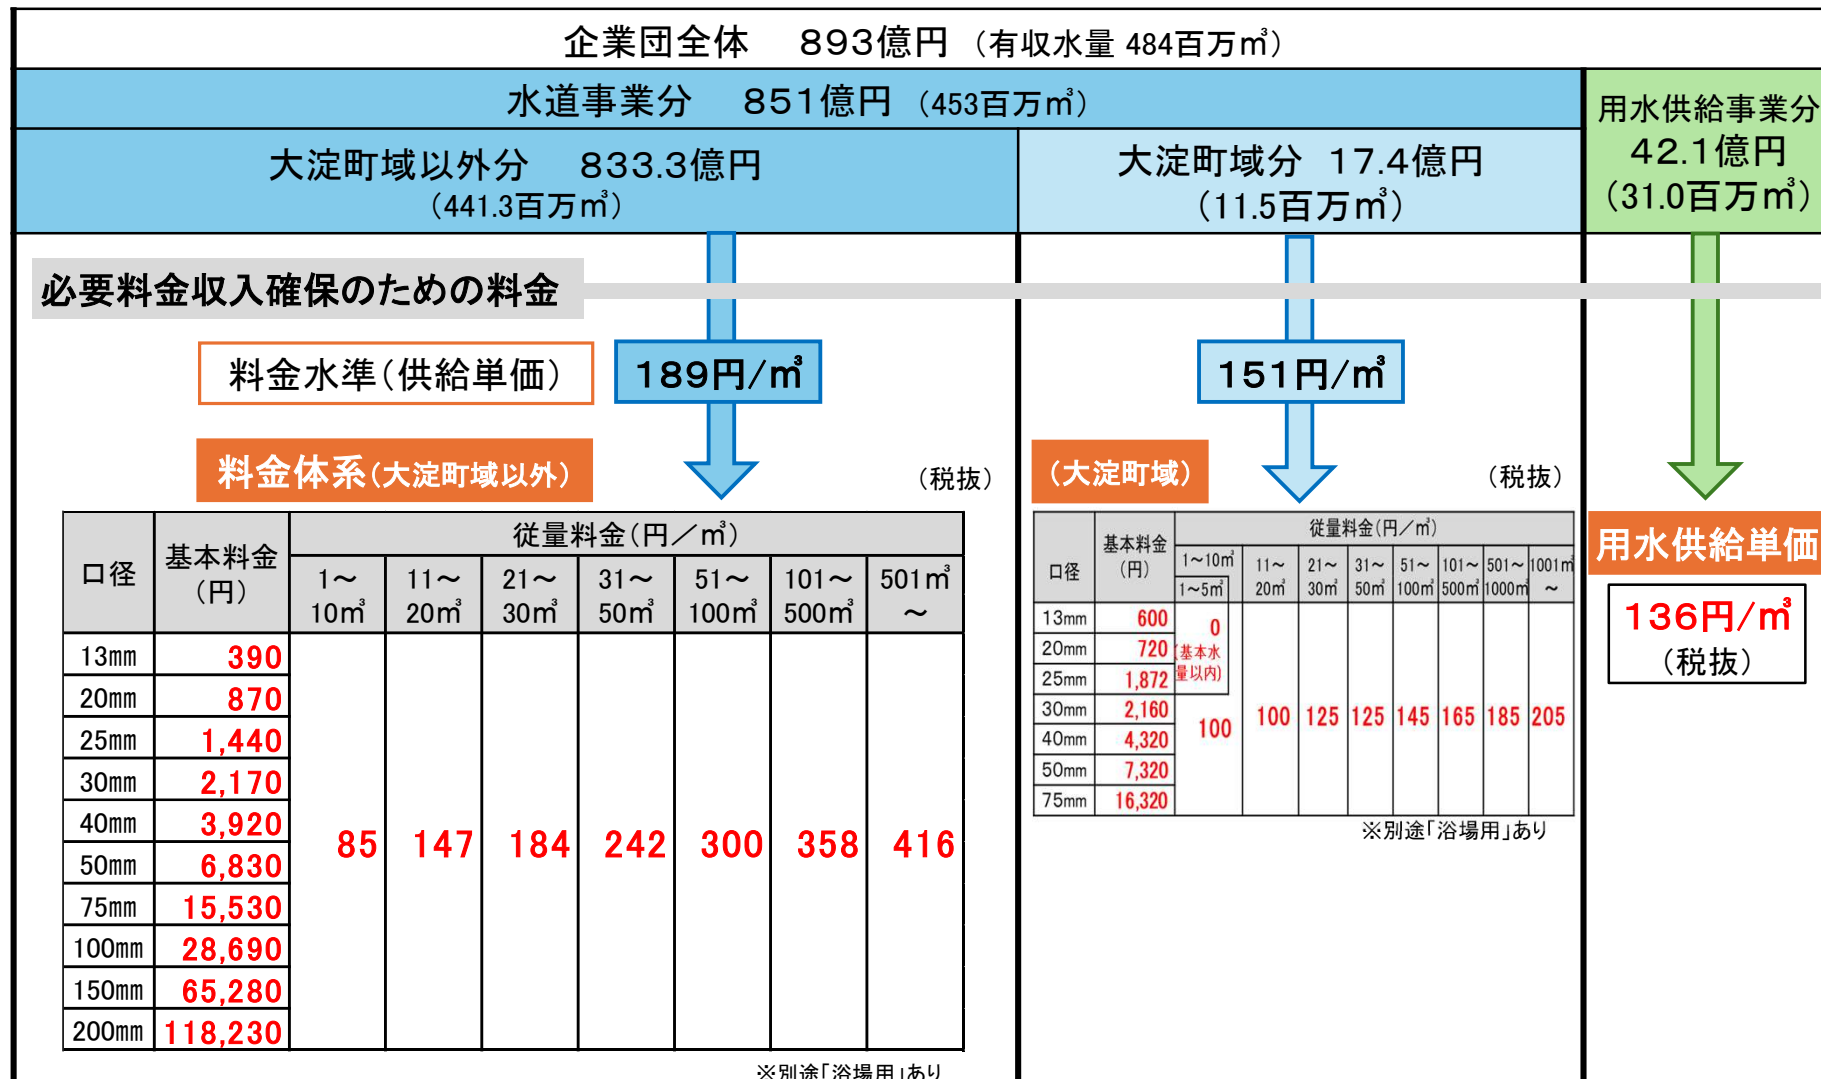 企業団全体　893億円（有収水量 484百万㎥）
水道事業分　851億円（453百万㎥）
用水供給事業分
42.1億円
（31.0百万㎥）
大淀町域以外分　833.3億円
（441.3百万㎥）
大淀町域分　17.4億円
（11.5百万㎥）
必要料金収入確保のための料金
料金水準（供給単価）
189円/㎥
151円/㎥
料金体系（大淀町域以外）
（税抜）
口径 基本料金（円） 従量料金（円／㎥）
1～10㎥ 11～20㎥ 21～30㎥ 31～50㎥ 51～100㎥ 101～500㎥ 501㎥～
13mm 390
20mm 870
25mm 1,440
30mm 2,170
40mm 3,920
50mm 6,830
75mm 15,530
100mm 28,690
150mm 65,280
200mm 118,230
85 147 184 242 300 358 416
※別途「浴場用」あり
（大淀町域）
（税抜）
口径 基本料金（円） 従量料金（円／㎥）
1～10㎥ 11～20㎥ 21～30㎥ 31～50㎥ 51～100㎥ 101～500㎥ 501～1000㎥ 1001㎥～
1～5㎥
13mm 600
20mm 720
25mm 1,872
30mm 2,160
40mm 4,320
50mm 7,320
75mm 16,320
0
（基本水量以内）
100 100 125 125 145 165 185 205
※別途「浴場用」あり
用水供給単価
136円/㎥
（税抜）